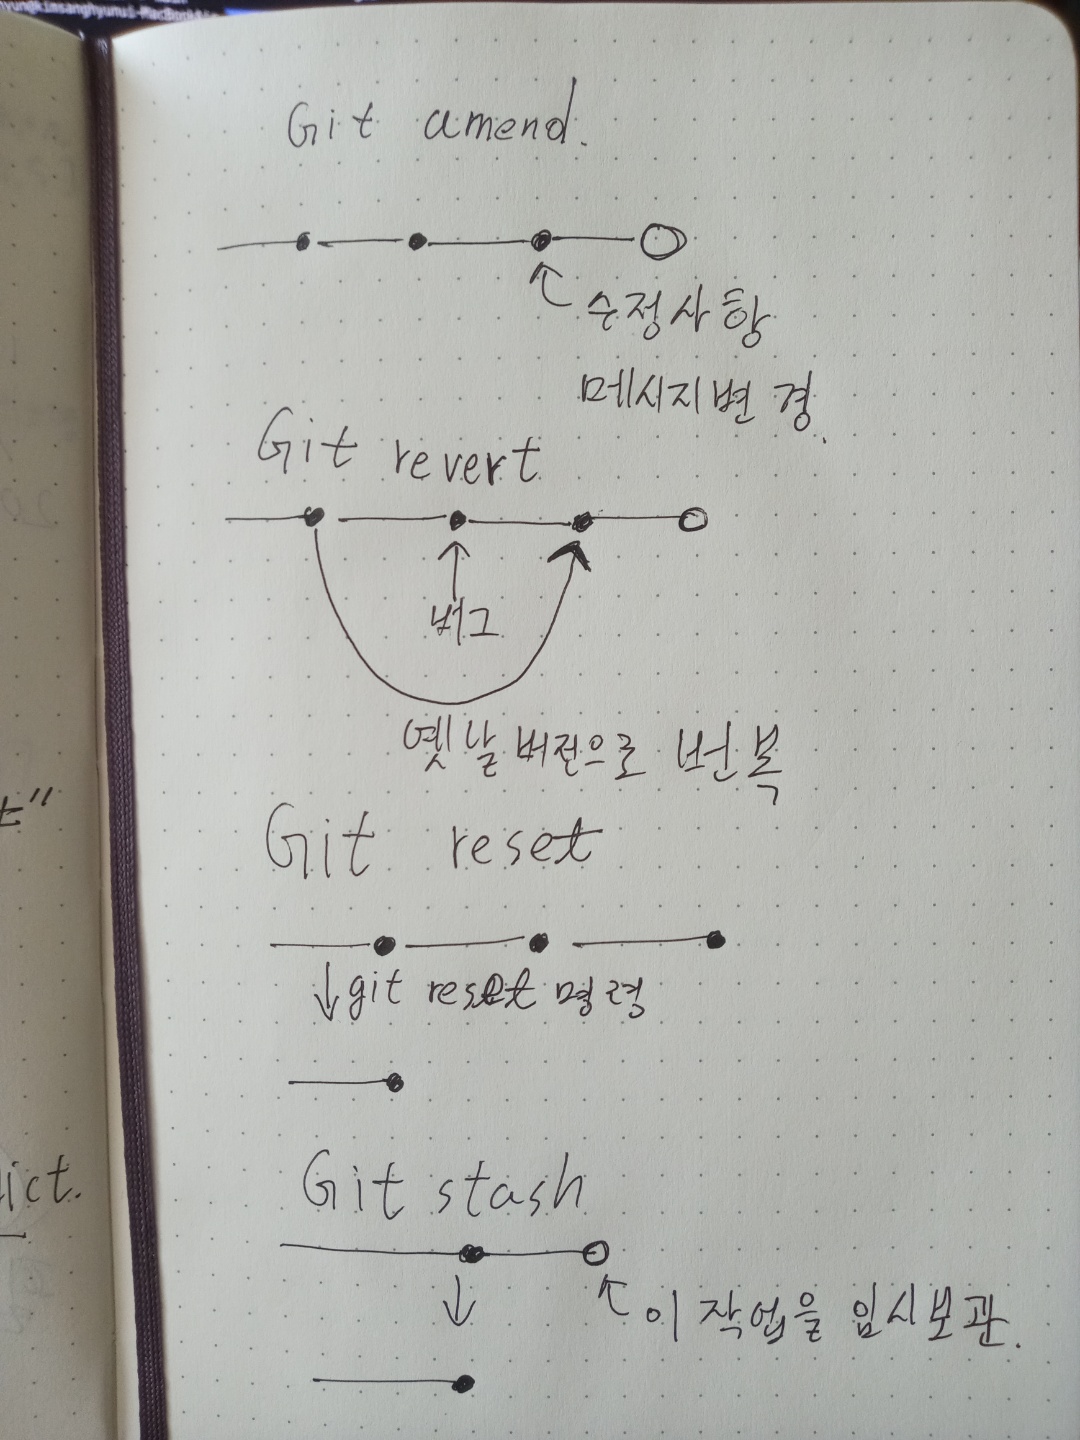 Git amend.
수정사항
메시지변경.
Git revert
버그
옛날버전으로 번복
Git reset
git reset 명령
Git stash
이 작업을 임시보관.
ict.